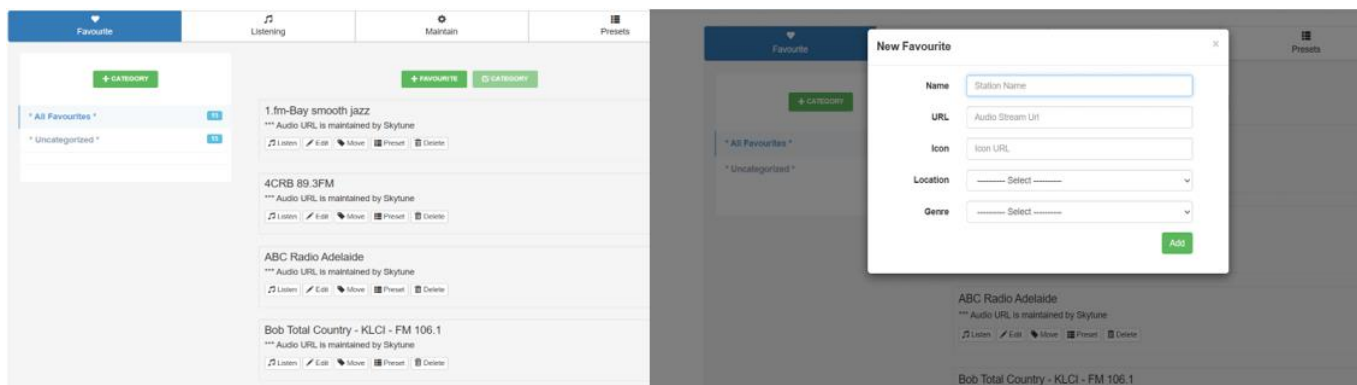 Favourite
Listening
Maintain
Presets
+ CATEGORY
* All Favourites *
* Uncategorized *
+ FAVOURITE
CATEGORY
1.fm-Bay smooth jazz
*** Audio URL is maintained by Skytune
Listen Edit Move Preset Delete
4CRB 89.3FM
*** Audio URL is maintained by Skytune
Listen Edit Move Preset Delete
ABC Radio Adelaide
*** Audio URL is maintained by Skytune
Listen Edit Move Preset Delete
Bob Total Country - KLCI - FM 106.1
*** Audio URL is maintained by Skytune
Listen Edit Move Preset Delete
Favourite
Presets
+ CATEGORY
* All Favourites *
* Uncategorized *
New Favourite
×
Name Station Name
URL Audio Stream Url
Icon Icon URL
Location ---------- Select ----------
Genre ---------- Select ----------
Add
ABC Radio Adelaide
*** Audio URL is maintained by Skytune
Listen Edit Move Preset Delete
Bob Total Country - KLCI - FM 106.1